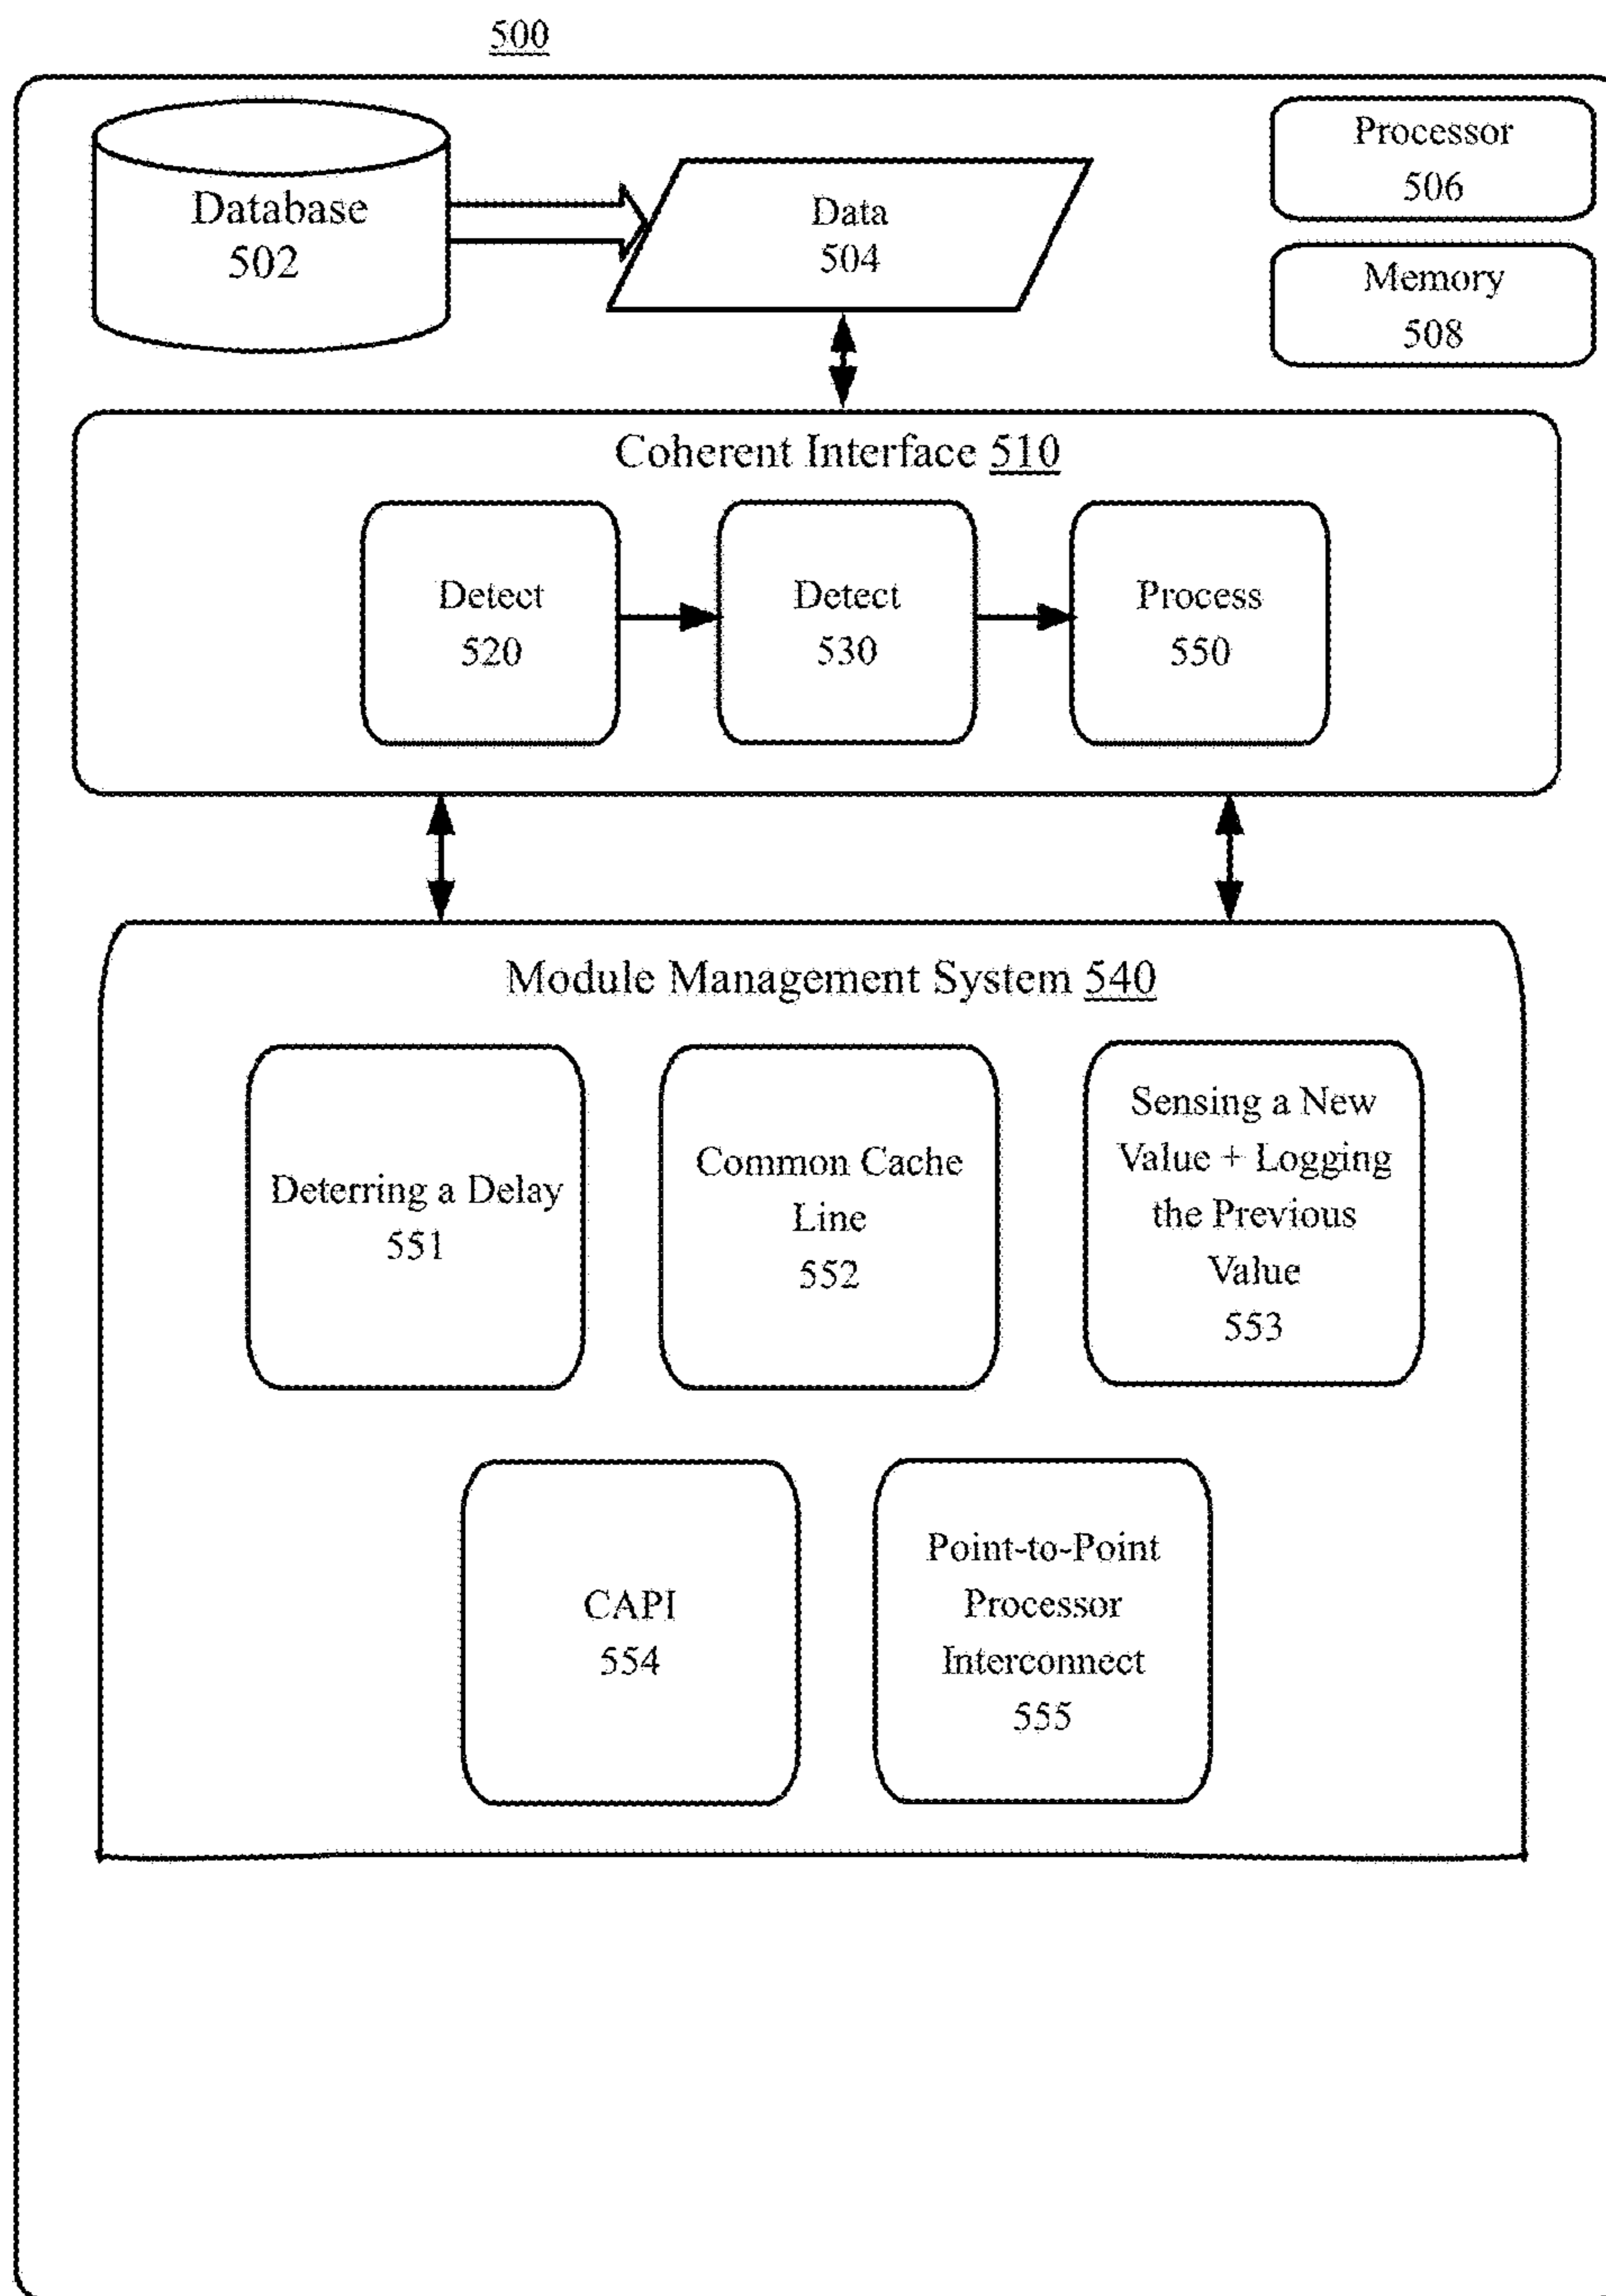 500
Database
502
Data
504
Processor
506
Memory
508
Coherent Interface 510
Detect
520
Detect
530
Process
550
Module Management System 540
Deterring a Delay
551
Common Cache
Line
552
Sensing a New
Value + Logging
the Previous
Value
553
CAPI
554
Point-to-Point
Processor
Interconnect
555